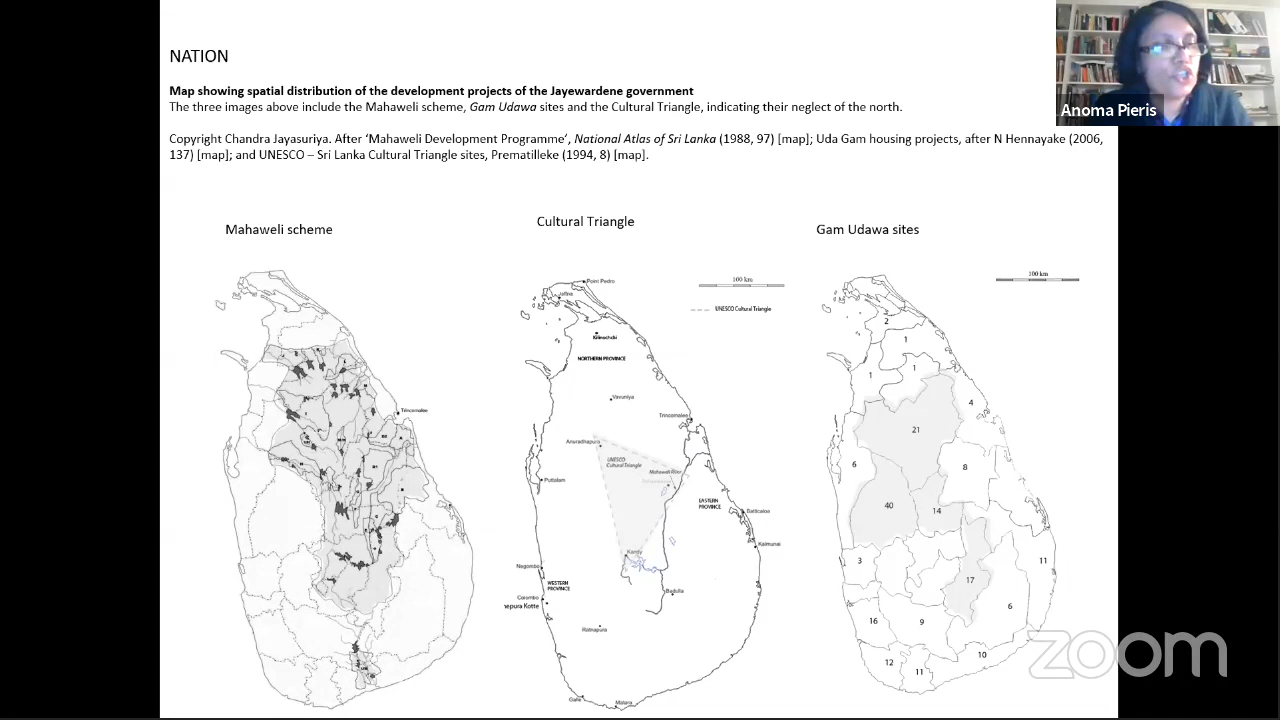 NATION
Map showing spatial distribution of the development projects of the Jayewardene government
The three images above include the Mahaweli scheme, Gam Udawa sites and the Cultural Triangle, indicating their neglect of the north.
Copyright Chandra Jayasuriya. After ‘Mahaweli Development Programme‘, National Atlas of Sri Lanka (1988, 97) [map]; Uda Gam housing projects, after N Hennayake (2006,
137) [map]; and UNESCO – Sri Lanka Cultural Triangle sites, Prematilleke (1994, 8) [map].
Anoma Pieris
Mahaweli scheme
Trincomalee
Cultural Triangle
100 km
UNESCO Cultural Triangle
Point Pedro
Jaffna
Kilinochchi
NORTHERN PROVINCE
Vavuniya
Trincomalee
Anuradhapura
UNESCO
Cultural Triangle
Mahaweli River
Puttalam
EASTERN
PROVINCE
Batticaloa
Kalmunai
Kandy
Negombo
WESTERN
PROVINCE
Badulla
Colombo
Ratnapura
Galle
Matara
Gam Udawa sites
100 km
2
1
1
1
4
21
6
8
40
14
3
11
17
6
16
9
10
12
11
zoom